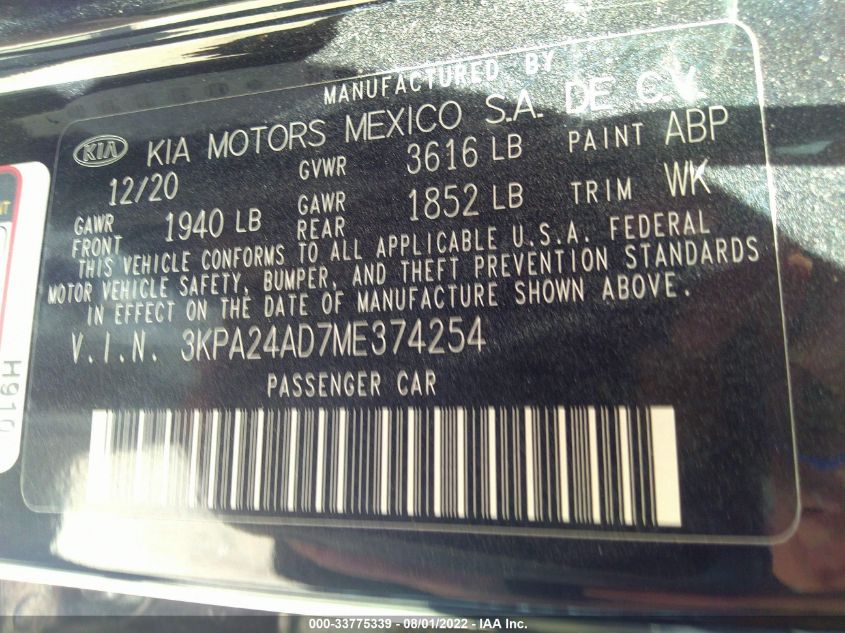 MANUFACTURED BY
KIA KIA MOTORS MEXICO S.A. DE C.V.
12/20 GVWR 3616 LB PAINT ABP
GAWR FRONT 1940 LB GAWR REAR 1852 LB TRIM WK
THIS VEHICLE CONFORMS TO ALL APPLICABLE U.S.A. FEDERAL
MOTOR VEHICLE SAFETY, BUMPER, AND THEFT PREVENTION STANDARDS
IN EFFECT ON THE DATE OF MANUFACTURE SHOWN ABOVE.
V.I.N. 3KPA24AD7ME374254
PASSENGER CAR
H910
000-33775339 - 08/01/2022 - IAA Inc.